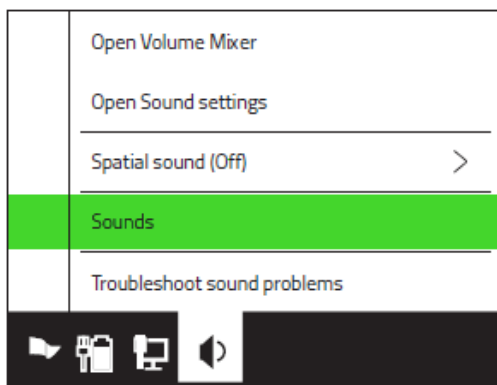 Open Volume Mixer
Open Sound settings
Spatial sound (Off)
Sounds
Troubleshoot sound problems